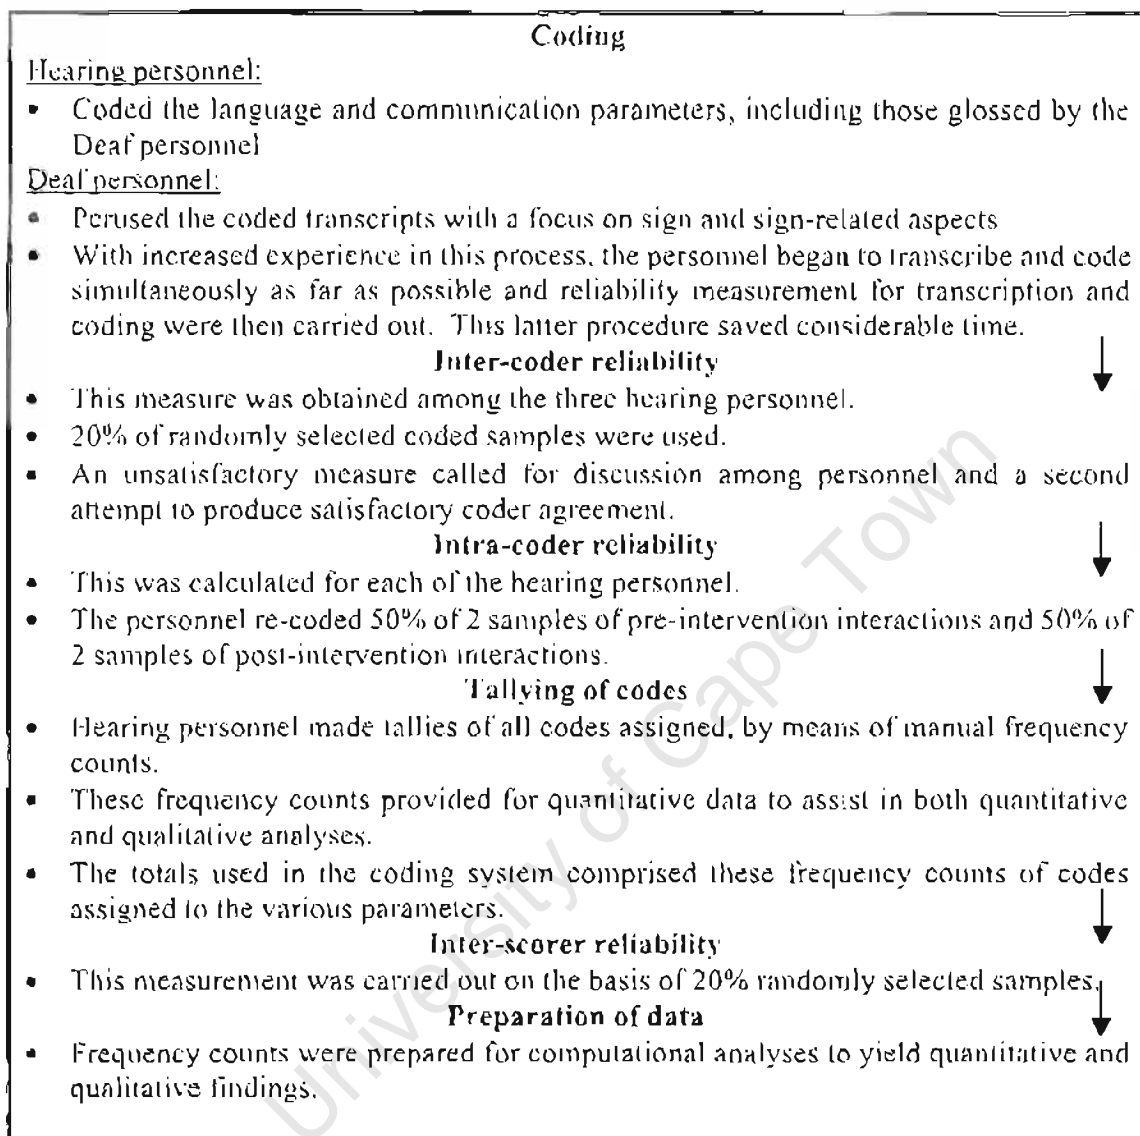 Coding
Hearing personnel:
• Coded the language and communication parameters, including those glossed by the
Deaf personnel
Deaf personnel:
• Perused the coded transcripts with a focus on sign and sign-related aspects
• With increased experience in this process, the personnel began to transcribe and code
simultaneously as far as possible and reliability measurement for transcription and
coding were then carried out. This latter procedure saved considerable time.
Inter-coder reliability
• This measure was obtained among the three hearing personnel.
• 20% of randomly selected coded samples were used.
• An unsatisfactory measure called for discussion among personnel and a second
attempt to produce satisfactory coder agreement.
Intra-coder reliability
• This was calculated for each of the hearing personnel.
• The personnel re-coded 50% of 2 samples of pre-intervention interactions and 50% of
2 samples of post-intervention interactions.
Tallying of codes
• Hearing personnel made tallies of all codes assigned, by means of manual frequency
counts.
• These frequency counts provided for quantitative data to assist in both quantitative
and qualitative analyses.
• The totals used in the coding system comprised these frequency counts of codes
assigned to the various parameters.
Inter-scorer reliability
• This measurement was carried out on the basis of 20% randomly selected samples.
Preparation of data
• Frequency counts were prepared for computational analyses to yield quantitative and
qualitative findings.
University of Cape Town